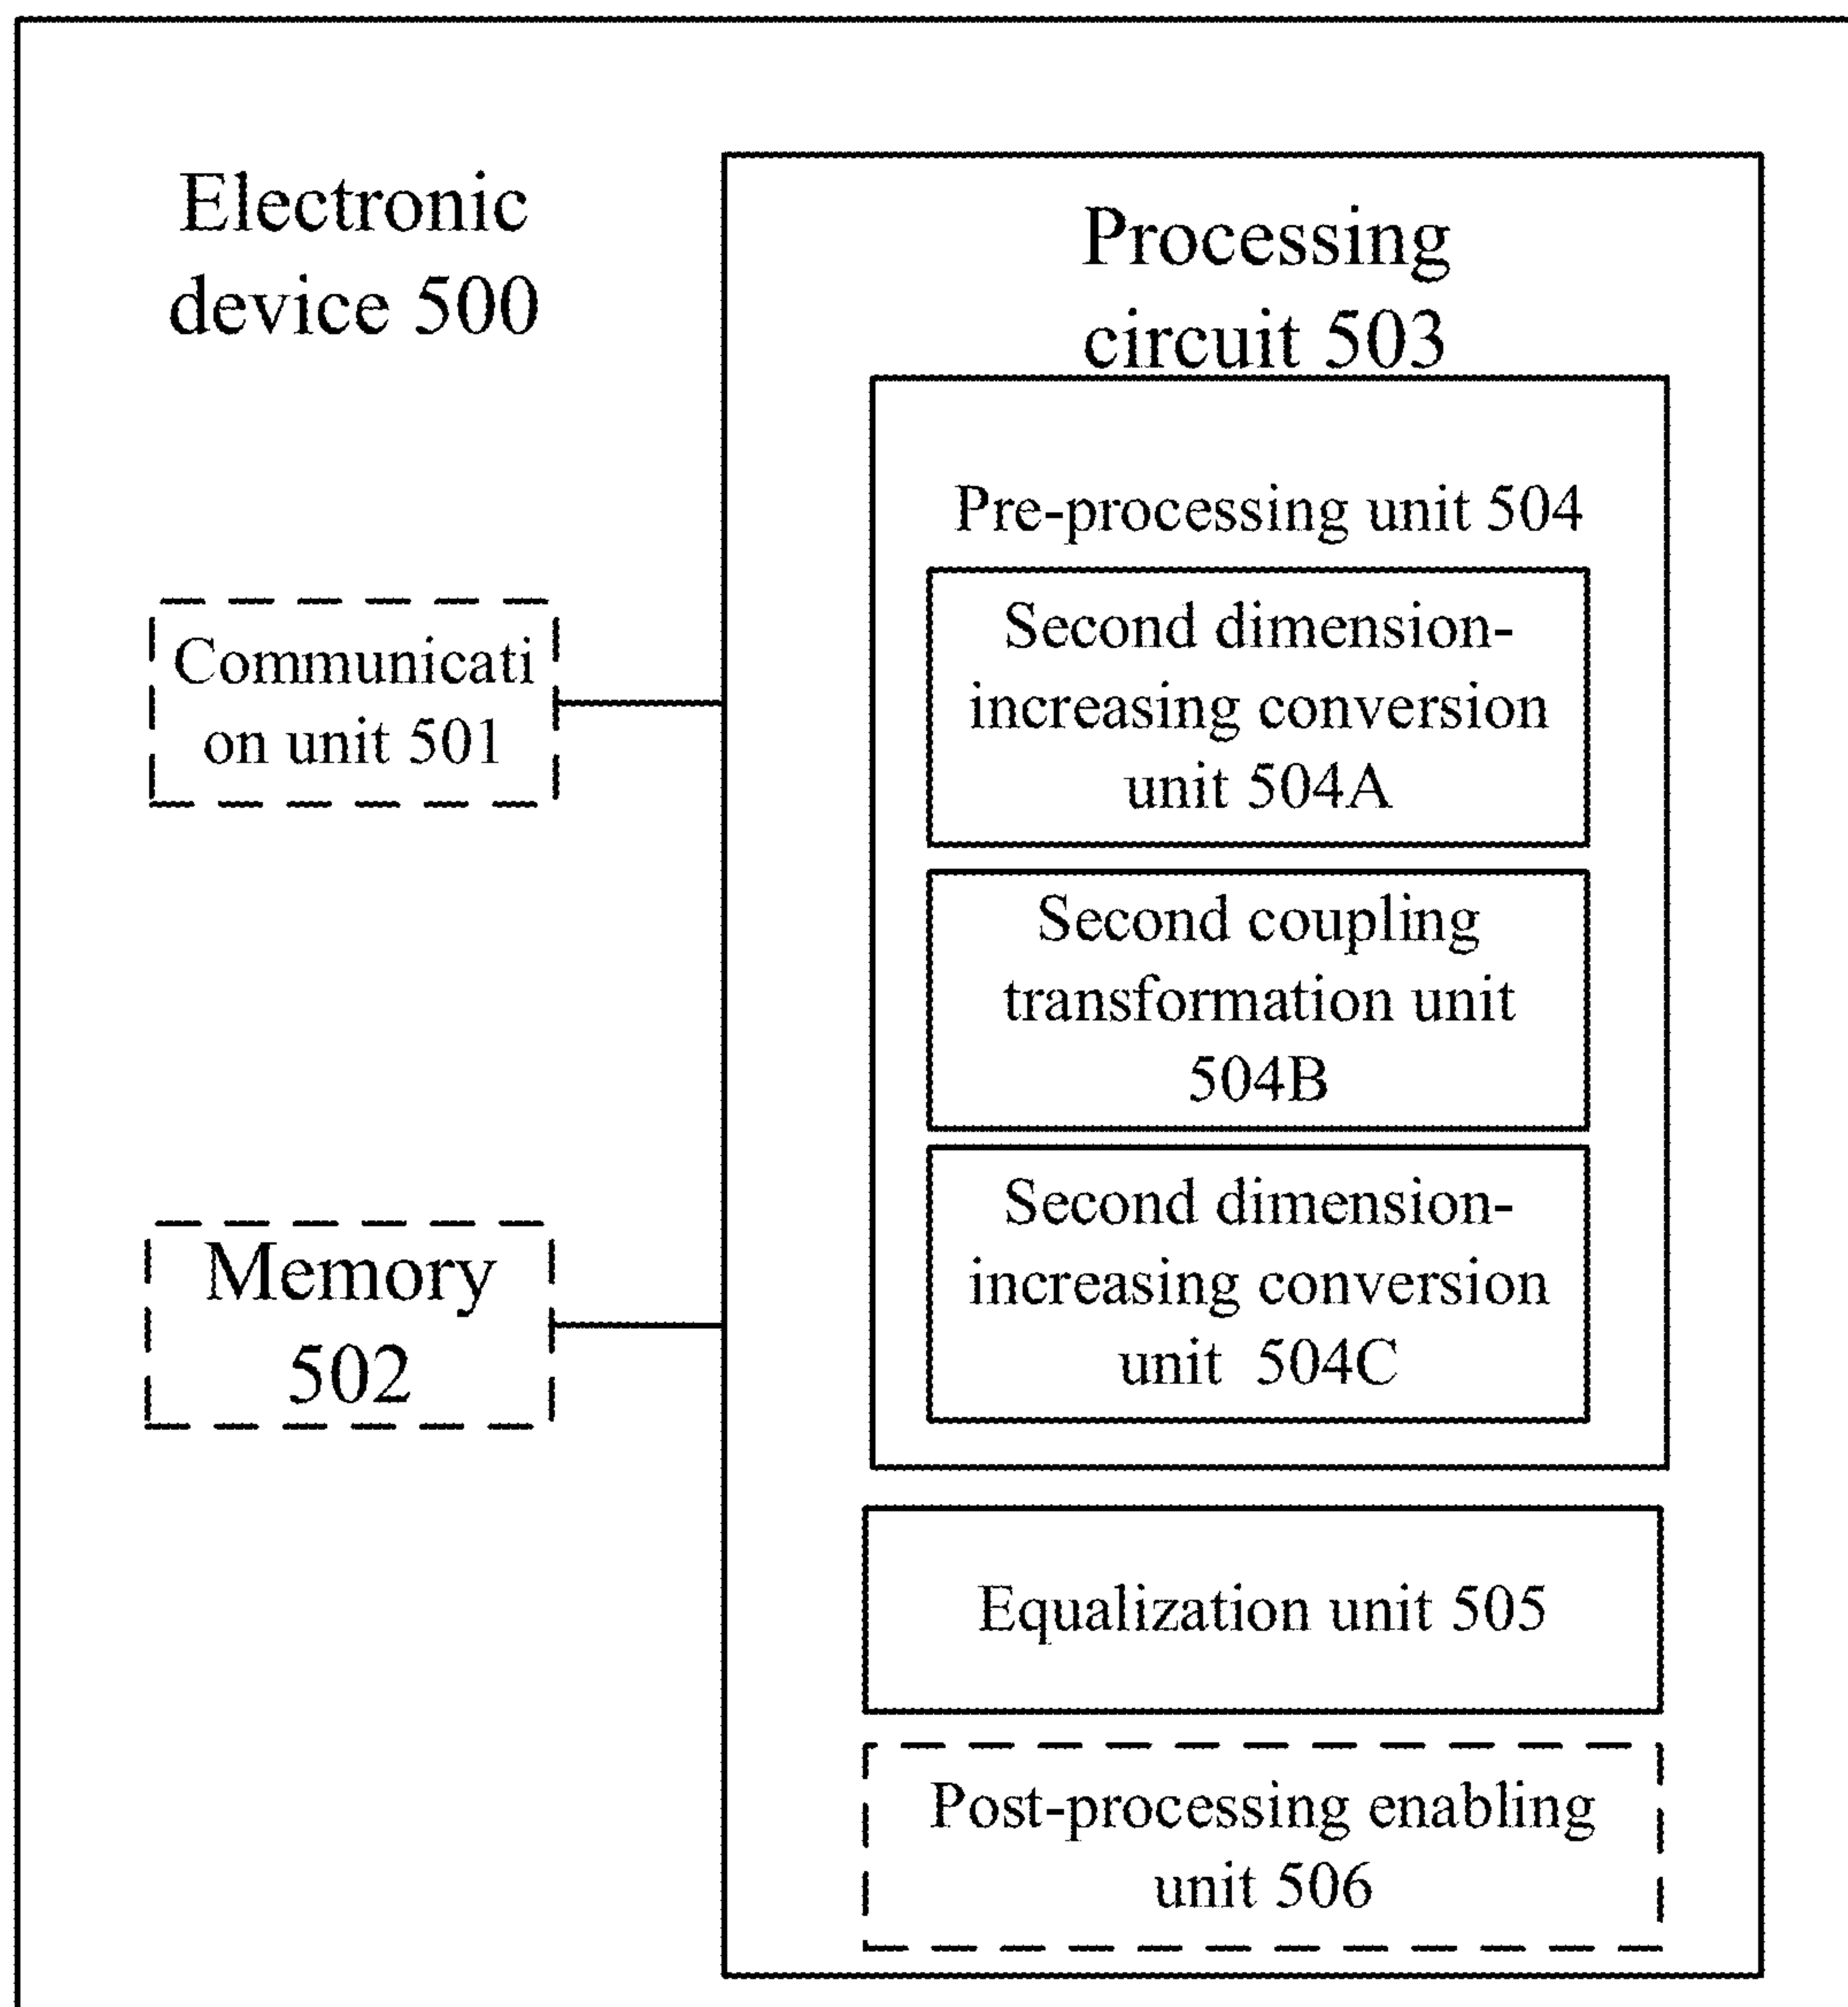 Electronic
device 500
Processing
circuit 503
Pre-processing unit 504
Second dimension-
increasing conversion
unit 504A
Communicati
on unit 501
Second coupling
transformation unit
504B
Second dimension-
increasing conversion
unit 504C
Memory
502
Equalization unit 505
Post-processing enabling
unit 506